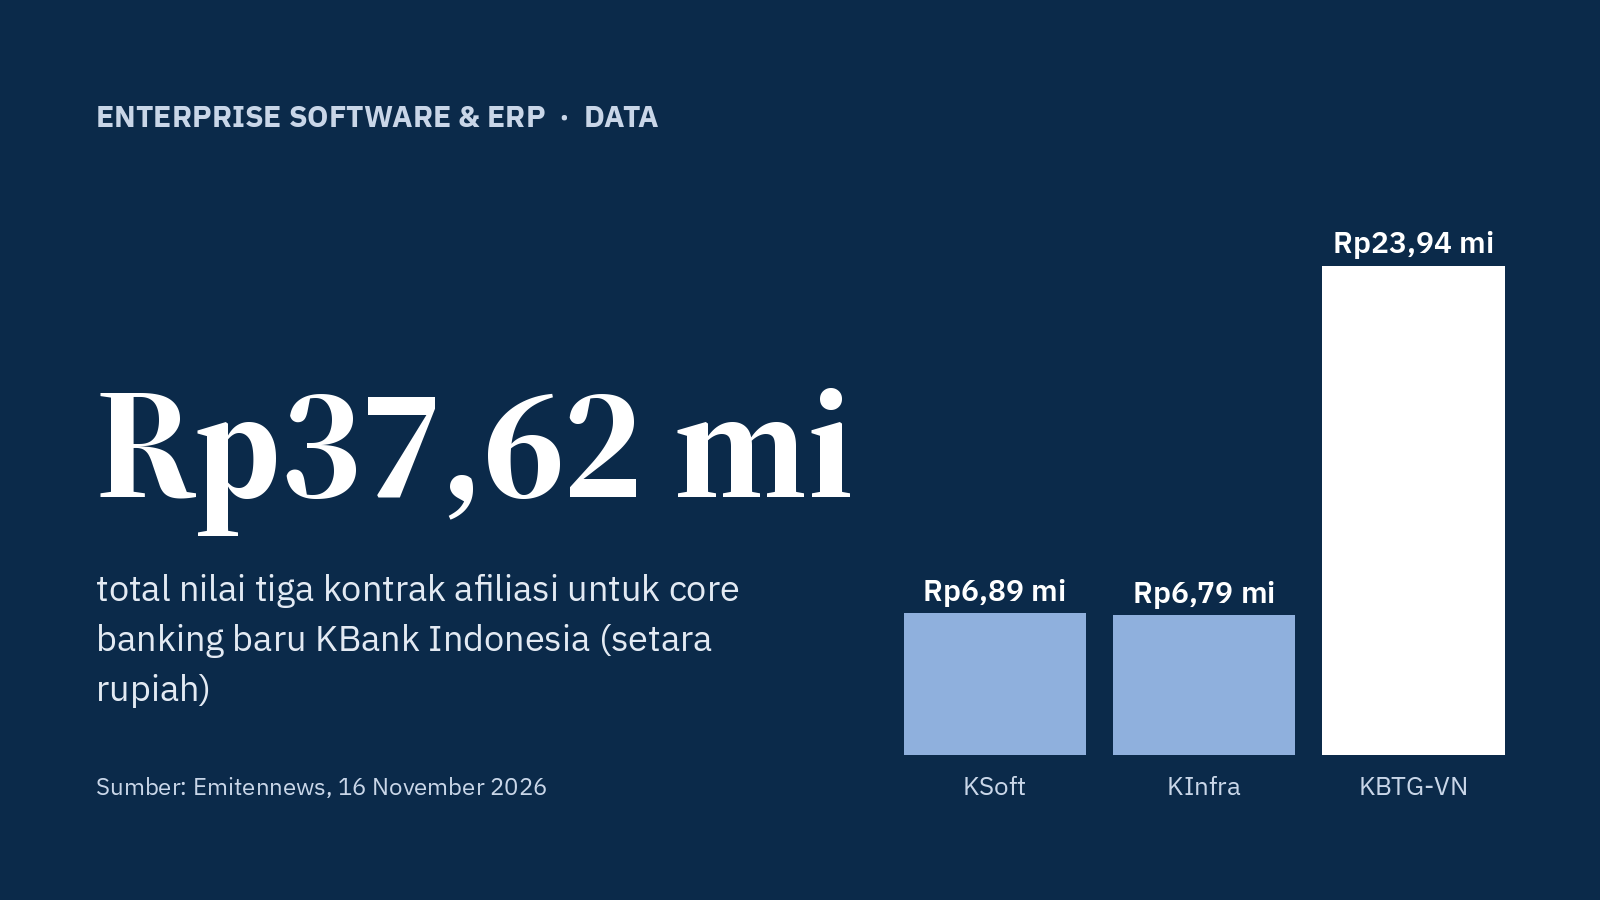 ENTERPRISE SOFTWARE & ERP · DATA
Rp37,62 mi
total nilai tiga kontrak afiliasi untuk core
banking baru KBank Indonesia (setara
rupiah)
Sumber: Emitennews, 16 November 2026
Rp6,89 mi
Rp6,79 mi
Rp23,94 mi
KSoft
KInfra
KBTG-VN